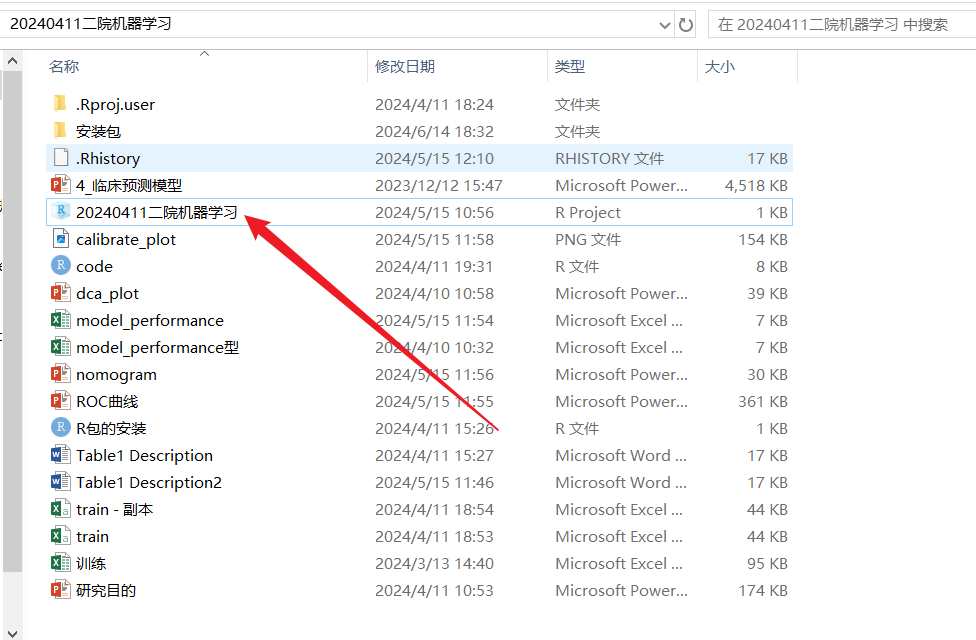 20240411二院机器学习 在 20240411二院机器学习 中搜索
名称 修改日期 类型 大小
.Rproj.user 2024/4/11 18:24 文件夹
安装包 2024/6/14 18:32 文件夹
.Rhistory 2024/5/15 12:10 RHISTORY 文件 17 KB
4_临床预测模型 2023/12/12 15:47 Microsoft Power... 4,518 KB
20240411二院机器学习 2024/5/15 10:56 R Project 1 KB
calibrate_plot 2024/5/15 11:58 PNG 文件 154 KB
code 2024/4/11 19:31 R 文件 8 KB
dca_plot 2024/4/10 10:58 Microsoft Power... 39 KB
model_performance 2024/5/15 11:54 Microsoft Excel ... 7 KB
model_performance型 2024/4/10 10:32 Microsoft Excel ... 7 KB
nomogram 2024/5/15 11:56 Microsoft Power... 30 KB
ROC曲线 2024/5/15 11:55 Microsoft Power... 361 KB
R包的安装 2024/4/11 15:26 R 文件 1 KB
Table1 Description 2024/4/11 15:27 Microsoft Word ... 17 KB
Table1 Description2 2024/5/15 11:46 Microsoft Word ... 17 KB
train - 副本 2024/4/11 18:54 Microsoft Excel ... 44 KB
train 2024/4/11 18:53 Microsoft Excel ... 44 KB
训练 2024/3/13 14:40 Microsoft Excel ... 95 KB
研究目的 2024/4/11 10:53 Microsoft Power... 174 KB